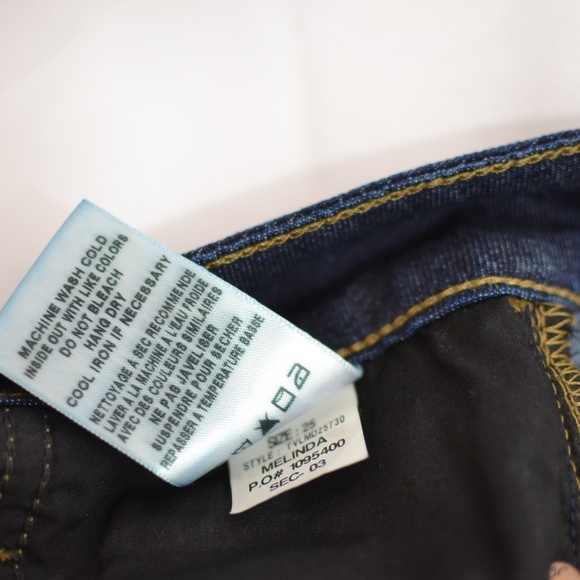 MACHINE WASH COLD
INSIDE OUT WITH LIKE COLORS
DO NOT BLEACH
HANG DRY
COOL IRON IF NECESSARY
NETTOYAGE A SEC RECOMMENDE
LAVER A LA MACHINE A L'EAU FROIDE
AVEC DES COULEURS SIMILAIRES
NE PAS JAVELISER
SUSPENDRE POUR SECHER
REPASSER A TEMPERATURE BASSE
SIZE : 25
STYLE : TVLMD25730
MELINDA
P.O# 1095400
SEC- 03